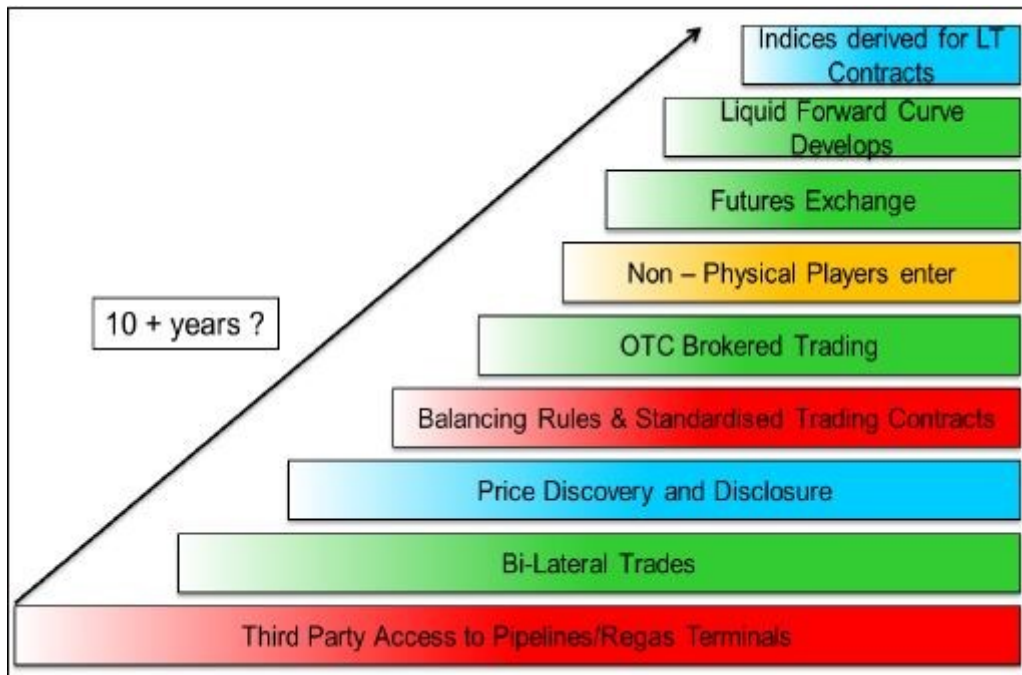 Indices derived for LT
Contracts
Liquid Forward Curve
Develops
Futures Exchange
Non – Physical Players enter
10 + years ?
OTC Brokered Trading
Balancing Rules & Standardised Trading Contracts
Price Discovery and Disclosure
Bi-Lateral Trades
Third Party Access to Pipelines/Regas Terminals